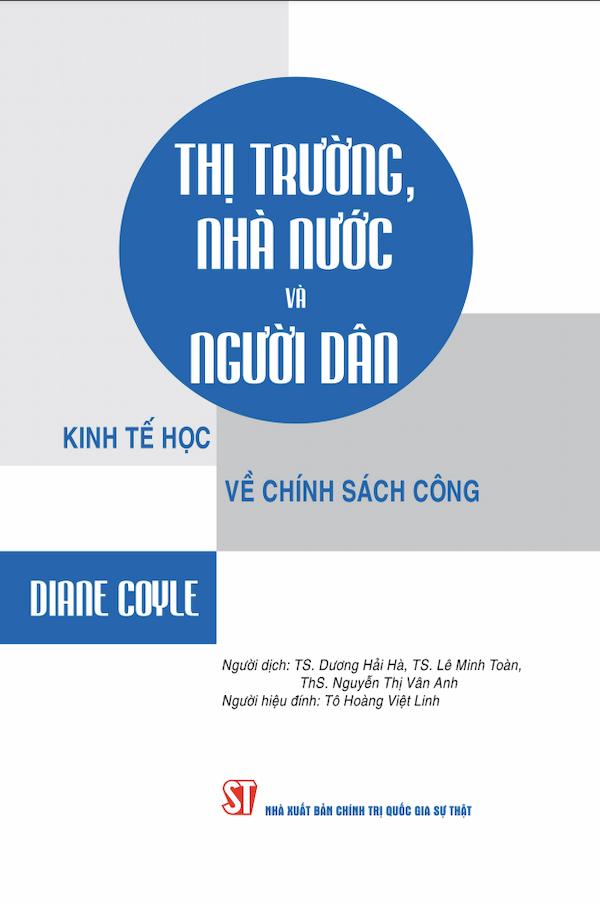 THỊ TRƯỜNG,
NHÀ NƯỚC
VÀ
NGƯỜI DÂN
KINH TẾ HỌC
VỀ CHÍNH SÁCH CÔNG
DIANE COYLE
Người dịch: TS. Dương Hải Hà, TS. Lê Minh Toàn,
ThS. Nguyễn Thị Vân Anh
Người hiệu đính: Tô Hoàng Việt Linh
ST NHÀ XUẤT BẢN CHÍNH TRỊ QUỐC GIA SỰ THẬT